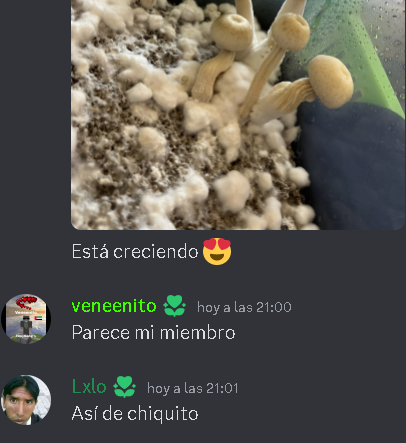 Está creciendo 😍
veneenito hoy a las 21:00
Parece mi miembro
Lxlo hoy a las 21:01
Así de chiquito